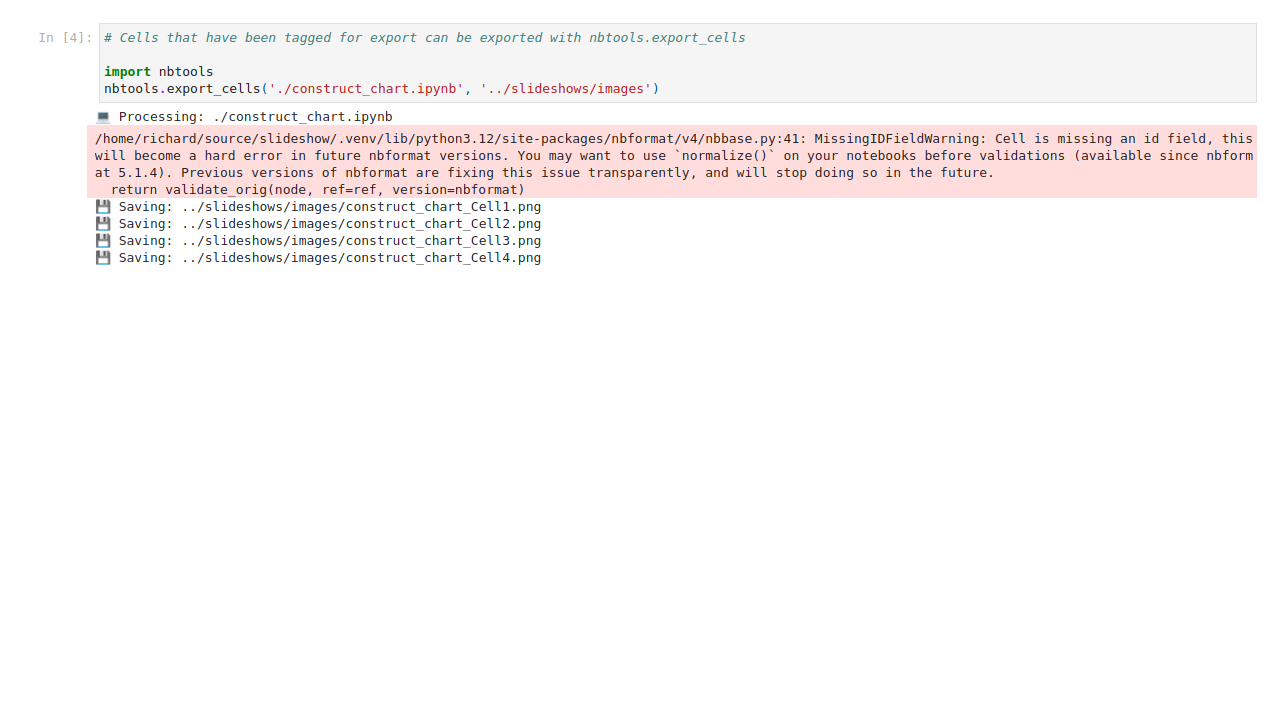 In [4]: # Cells that have been tagged for export can be exported with nbtools.export_cells
import nbtools
nbtools.export_cells('./construct_chart.ipynb', '../slideshows/images')
💻 Processing: ./construct_chart.ipynb
/home/richard/source/slideshow/.venv/lib/python3.12/site-packages/nbformat/v4/nbbase.py:41: MissingIDFieldWarning: Cell is missing an id field, this
will become a hard error in future nbformat versions. You may want to use `normalize()` on your notebooks before validations (available since nbform
at 5.1.4). Previous versions of nbformat are fixing this issue transparently, and will stop doing so in the future.
  return validate_orig(node, ref=ref, version=nbformat)
💾 Saving: ../slideshows/images/construct_chart_Cell1.png
💾 Saving: ../slideshows/images/construct_chart_Cell2.png
💾 Saving: ../slideshows/images/construct_chart_Cell3.png
💾 Saving: ../slideshows/images/construct_chart_Cell4.png